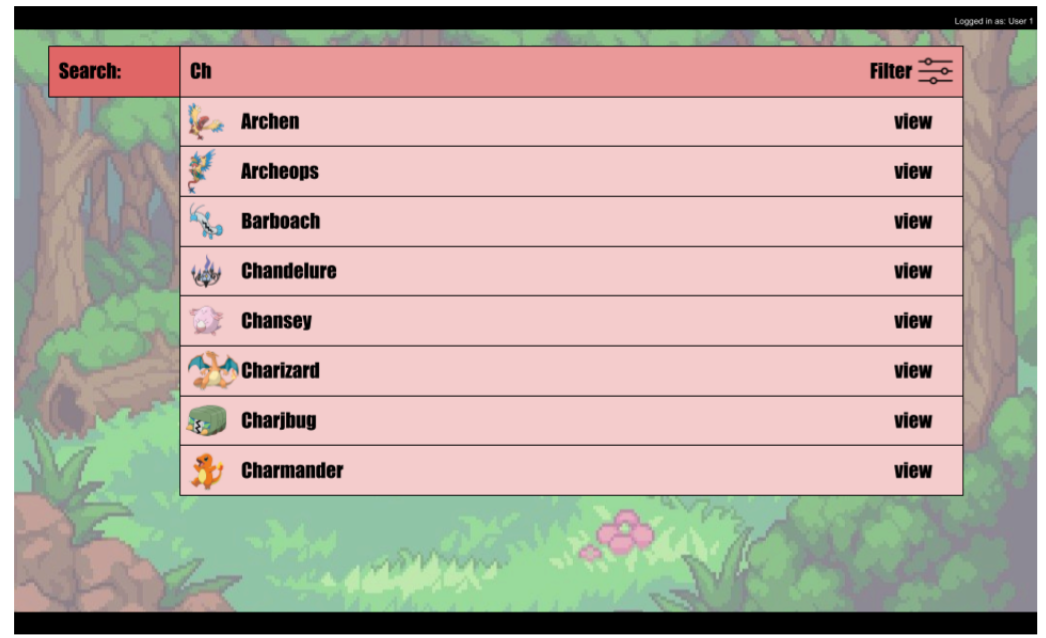 Logged in as: User 1
Search: Ch Filter
Archen view
Archeops view
Barboach view
Chandelure view
Chansey view
Charizard view
Charjbug view
Charmander view